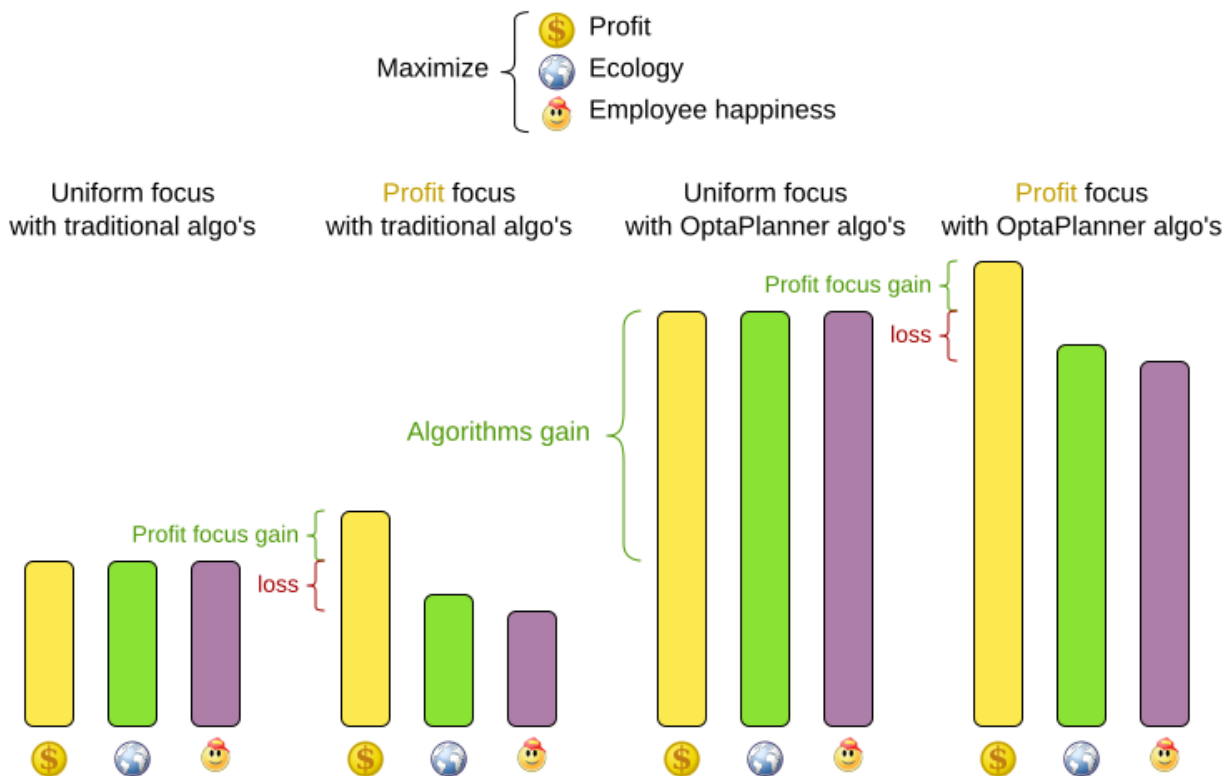 Maximize
Profit
Ecology
Employee happiness
Uniform focus
with traditional algo's
Profit focus
with traditional algo's
Uniform focus
with OptaPlanner algo's
Profit focus
with OptaPlanner algo's
Profit focus gain
loss
Algorithms gain
Profit focus gain
loss
$
$
$
$
$